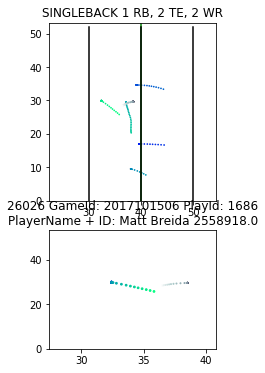 SINGLEBACK 1 RB, 2 TE, 2 WR
50
40
30
20
10
0
30 40 50
26026 GameId: 2017101506 PlayId: 1686
PlayerName + ID: Matt Breida 2558918.0
40
20
0
30 35 40